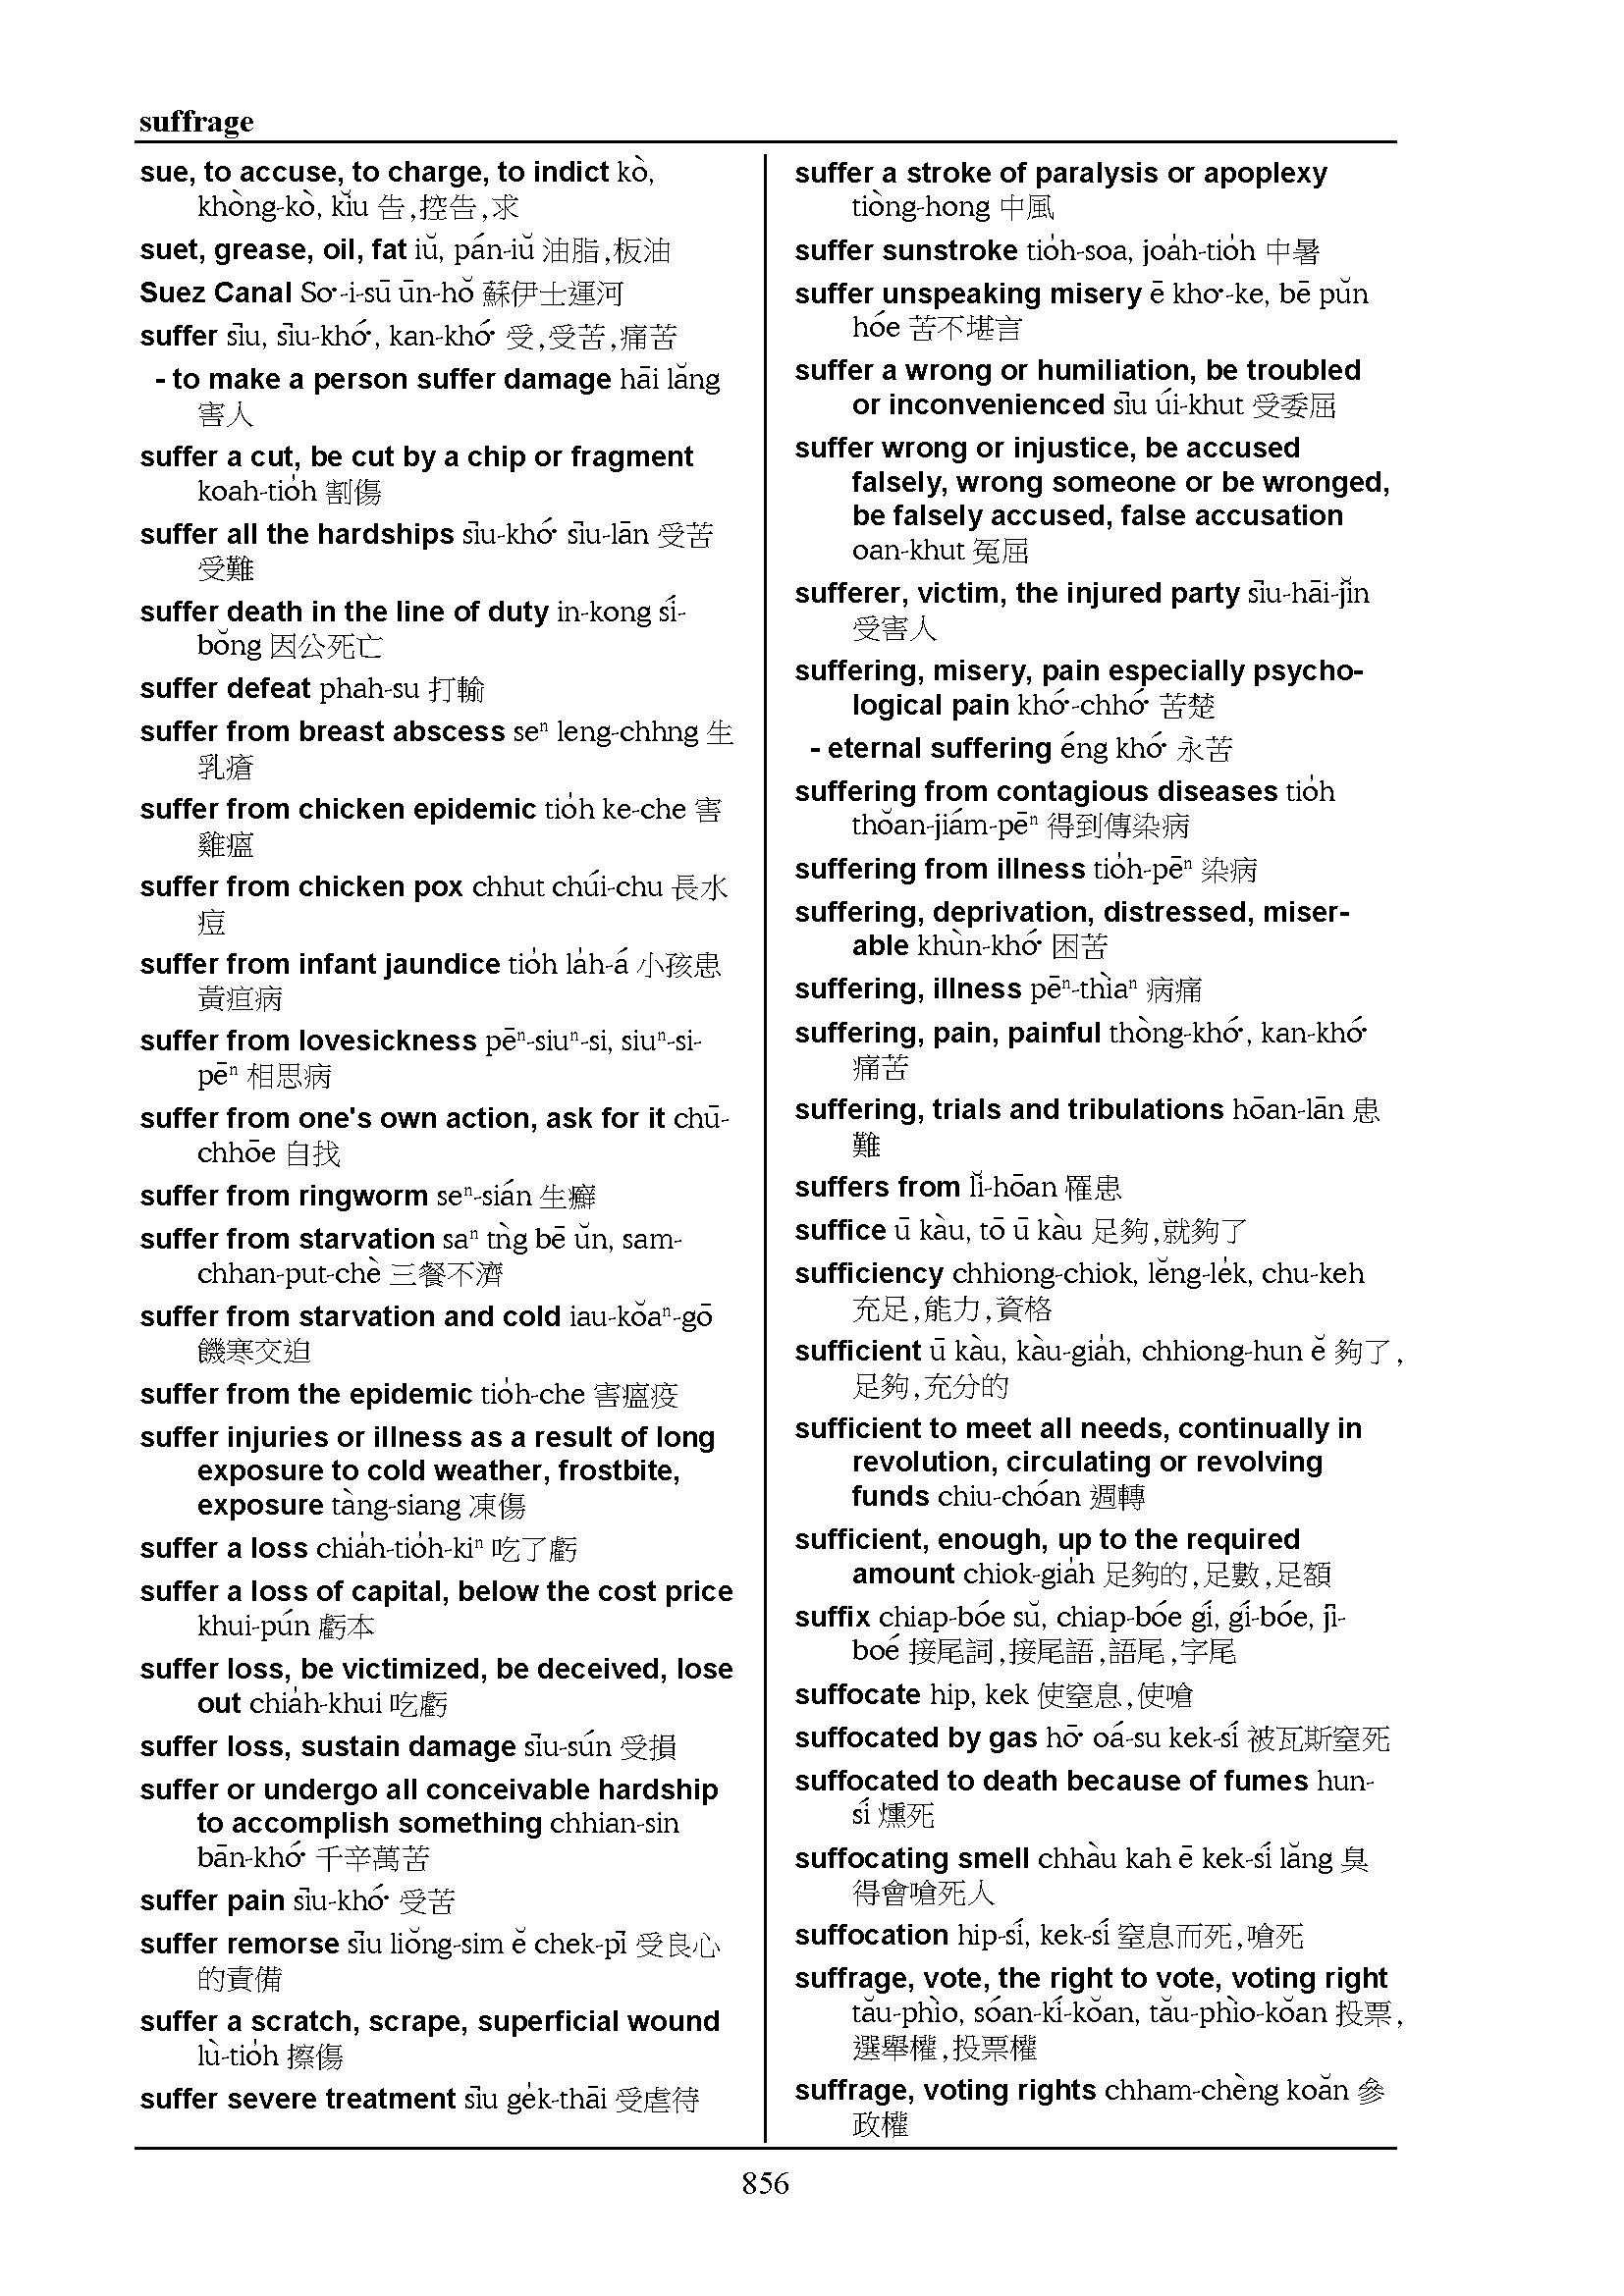 suffrage
sue, to accuse, to charge, to indict kò,
khòng-kò, kĭu 告,控告,求
suet, grease, oil, fat iŭ, pán-iŭ 油脂,板油
Suez Canal So͘-i-sū ūn-hŏ 蘇伊士運河
suffer sīu, sīu-khó͘, kan-khó͘ 受,受苦,痛苦
- to make a person suffer damage hāi lăng
害人
suffer a cut, be cut by a chip or fragment
koah-tio̍h 割傷
suffer all the hardships sīu-khó͘ sīu-lān 受苦
受難
suffer death in the line of duty in-kong sí-
bŏng 因公死亡
suffer defeat phah-su 打輸
suffer from breast abscess seⁿ leng-chhng 生
乳瘡
suffer from chicken epidemic tio̍h ke-che 害
雞瘟
suffer from chicken pox chhut chúi-chu 長水
痘
suffer from infant jaundice tio̍h la̍h-á 小孩患
黃疸病
suffer from lovesickness pēⁿ-siuⁿ-si, siuⁿ-si-
pēⁿ 相思病
suffer from one's own action, ask for it chū-
chhōe 自找
suffer from ringworm seⁿ-sián 生癬
suffer from starvation saⁿ tǹg bē ŭn, sam-
chhan-put-chè 三餐不濟
suffer from starvation and cold iau-kŏaⁿ-gō
饑寒交迫
suffer from the epidemic tio̍h-che 害瘟疫
suffer injuries or illness as a result of long
exposure to cold weather, frostbite,
exposure tàng-siang 凍傷
suffer a loss chia̍h-tio̍h-kiⁿ 吃了虧
suffer a loss of capital, below the cost price
khui-pún 虧本
suffer loss, be victimized, be deceived, lose
out chia̍h-khui 吃虧
suffer loss, sustain damage sīu-sún 受損
suffer or undergo all conceivable hardship
to accomplish something chhian-sin
bān-khó͘ 千辛萬苦
suffer pain sīu-khó͘ 受苦
suffer remorse sīu liŏng-sim ĕ chek-pī 受良心
的責備
suffer a scratch, scrape, superficial wound
lù-tio̍h 擦傷
suffer severe treatment sīu ge̍k-thāi 受虐待
suffer a stroke of paralysis or apoplexy
tiòng-hong 中風
suffer sunstroke tio̍h-soa, joa̍h-tio̍h 中暑
suffer unspeaking misery ē kho͘-ke, bē pŭn
hóe 苦不堪言
suffer a wrong or humiliation, be troubled
or inconvenienced sīu úi-khut 受委屈
suffer wrong or injustice, be accused
falsely, wrong someone or be wronged,
be falsely accused, false accusation
oan-khut 冤屈
sufferer, victim, the injured party sīu-hāi-jĭn
受害人
suffering, misery, pain especially psycho-
logical pain khó͘-chhó͘ 苦楚
- eternal suffering éng khó͘ 永苦
suffering from contagious diseases tio̍h
thŏan-jiám-pēⁿ 得到傳染病
suffering from illness tio̍h-pēⁿ 染病
suffering, deprivation, distressed, miser-
able khùn-khó͘ 困苦
suffering, illness pēⁿ-thìaⁿ 病痛
suffering, pain, painful thòng-khó͘, kan-khó͘
痛苦
suffering, trials and tribulations hōan-lān 患
難
suffers from lĭ-hōan 罹患
suffice ū kàu, tō ū kàu 足夠,就夠了
sufficiency chhiong-chiok, lĕng-le̍k, chu-keh
充足,能力,資格
sufficient ū kàu, kàu-gia̍h, chhiong-hun ĕ 夠了,
足夠,充分的
sufficient to meet all needs, continually in
revolution, circulating or revolving
funds chiu-chóan 週轉
sufficient, enough, up to the required
amount chiok-gia̍h 足夠的,足數,足額
suffix chiap-bóe sŭ, chiap-bóe gí, gí-bóe, jī-
boé 接尾詞,接尾語,語尾,字尾
suffocate hip, kek 使窒息,使嗆
suffocated by gas hō͘ oá-su kek-sí 被瓦斯窒死
suffocated to death because of fumes hun-
sí 燻死
suffocating smell chhàu kah ē kek-sí lăng 臭
得會嗆死人
suffocation hip-sí, kek-sí 窒息而死,嗆死
suffrage, vote, the right to vote, voting right
tău-phìo, sóan-kí-kŏan, tău-phìo-kŏan 投票,
選舉權,投票權
suffrage, voting rights chham-chèng koăn 參
政權
856